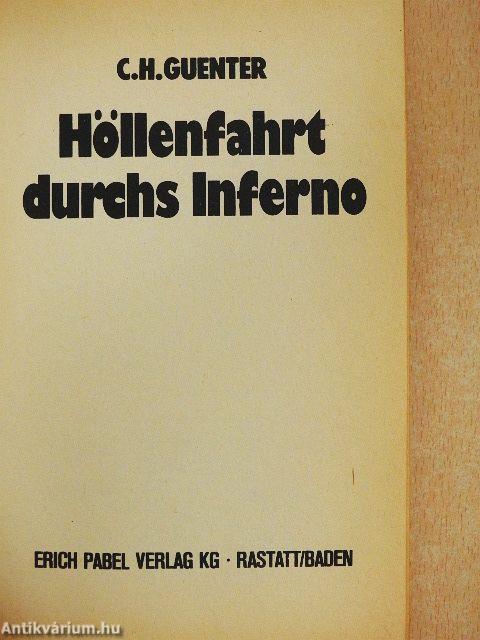 C.H.GUENTER
Höllenfahrt
durchs Inferno
ERICH PABEL VERLAG KG · RASTATT/BADEN
Antikvárium.hu